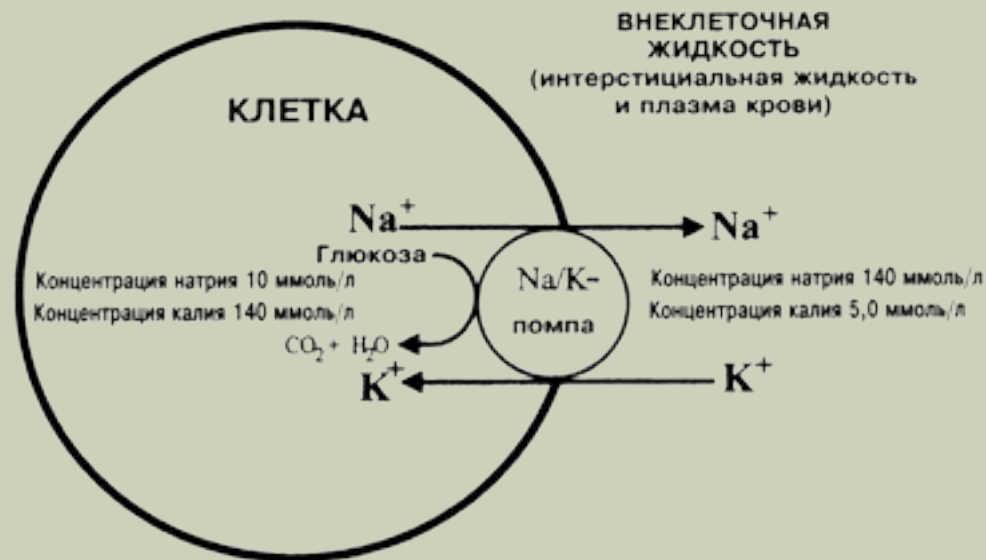 ВНЕКЛЕТОЧНАЯ
ЖИДКОСТЬ
(интерстициальная жидкость
и плазма крови)
КЛЕТКА
Na⁺
Na⁺
Глюкоза
Na/K-
помпа
Концентрация натрия 10 ммоль/л
Концентрация калия 140 ммоль/л
Концентрация натрия 140 ммоль/л
Концентрация калия 5,0 ммоль/л
CO₂ + H₂O
K⁺
K⁺